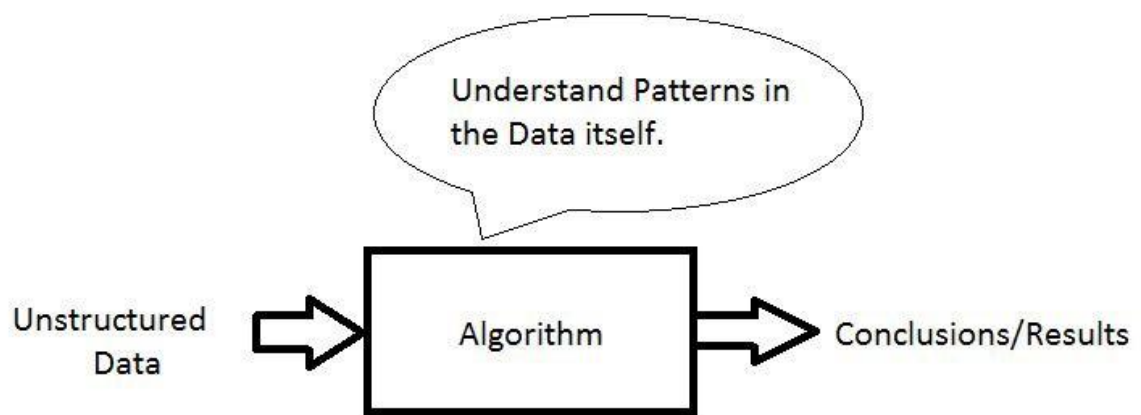 Understand Patterns in
the Data itself.
Unstructured
Data
Algorithm
Conclusions/Results